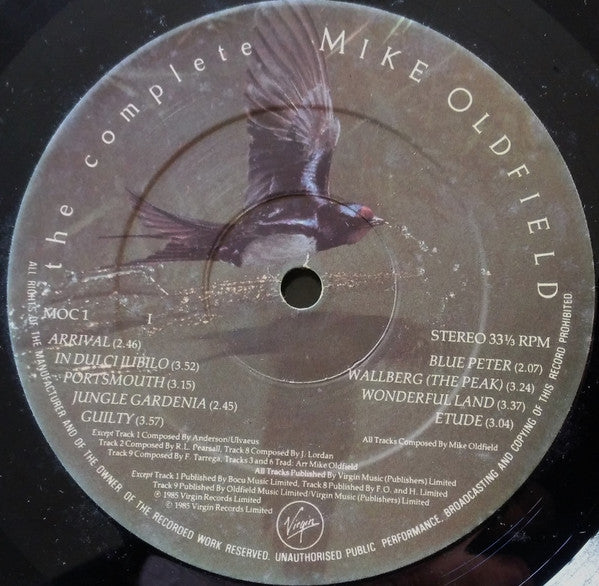 the complete MIKE OLDFIELD
MOC 1
I
STEREO 33⅓ RPM
ARRIVAL (2.46)
IN DULCI JUBILO (3.52)
PORTSMOUTH (3.15)
JUNGLE GARDENIA (2.45)
GUILTY (3.57)
BLUE PETER (2.07)
WALLBERG (THE PEAK) (3.24)
WONDERFUL LAND (3.37)
ETUDE (3.04)
All Tracks Composed By Mike Oldfield
Except Track 1 Composed By Anderson/Ulvaeus
Track 2 Composed By R.L. Pearsall, Track 8 Composed By J. Lordan
Track 9 Composed By F. Tarrega, Tracks 3 and 6 Trad: Arr Mike Oldfield
All Tracks Published By Virgin Music (Publishers) Limited
Except Track 1 Published By Bocu Music Limited, Track 8 Published By F.O. and H. Limited
Track 9 Published By Oldfield Music Limited/Virgin Music (Publishers) Limited
℗ 1985 Virgin Records Limited
© 1985 Virgin Records Limited
Virgin
ALL RIGHTS OF THE MANUFACTURER AND OF THE OWNER OF THE RECORDED WORK RESERVED. UNAUTHORISED PUBLIC PERFORMANCE, BROADCASTING AND COPYING OF THIS RECORD PROHIBITED